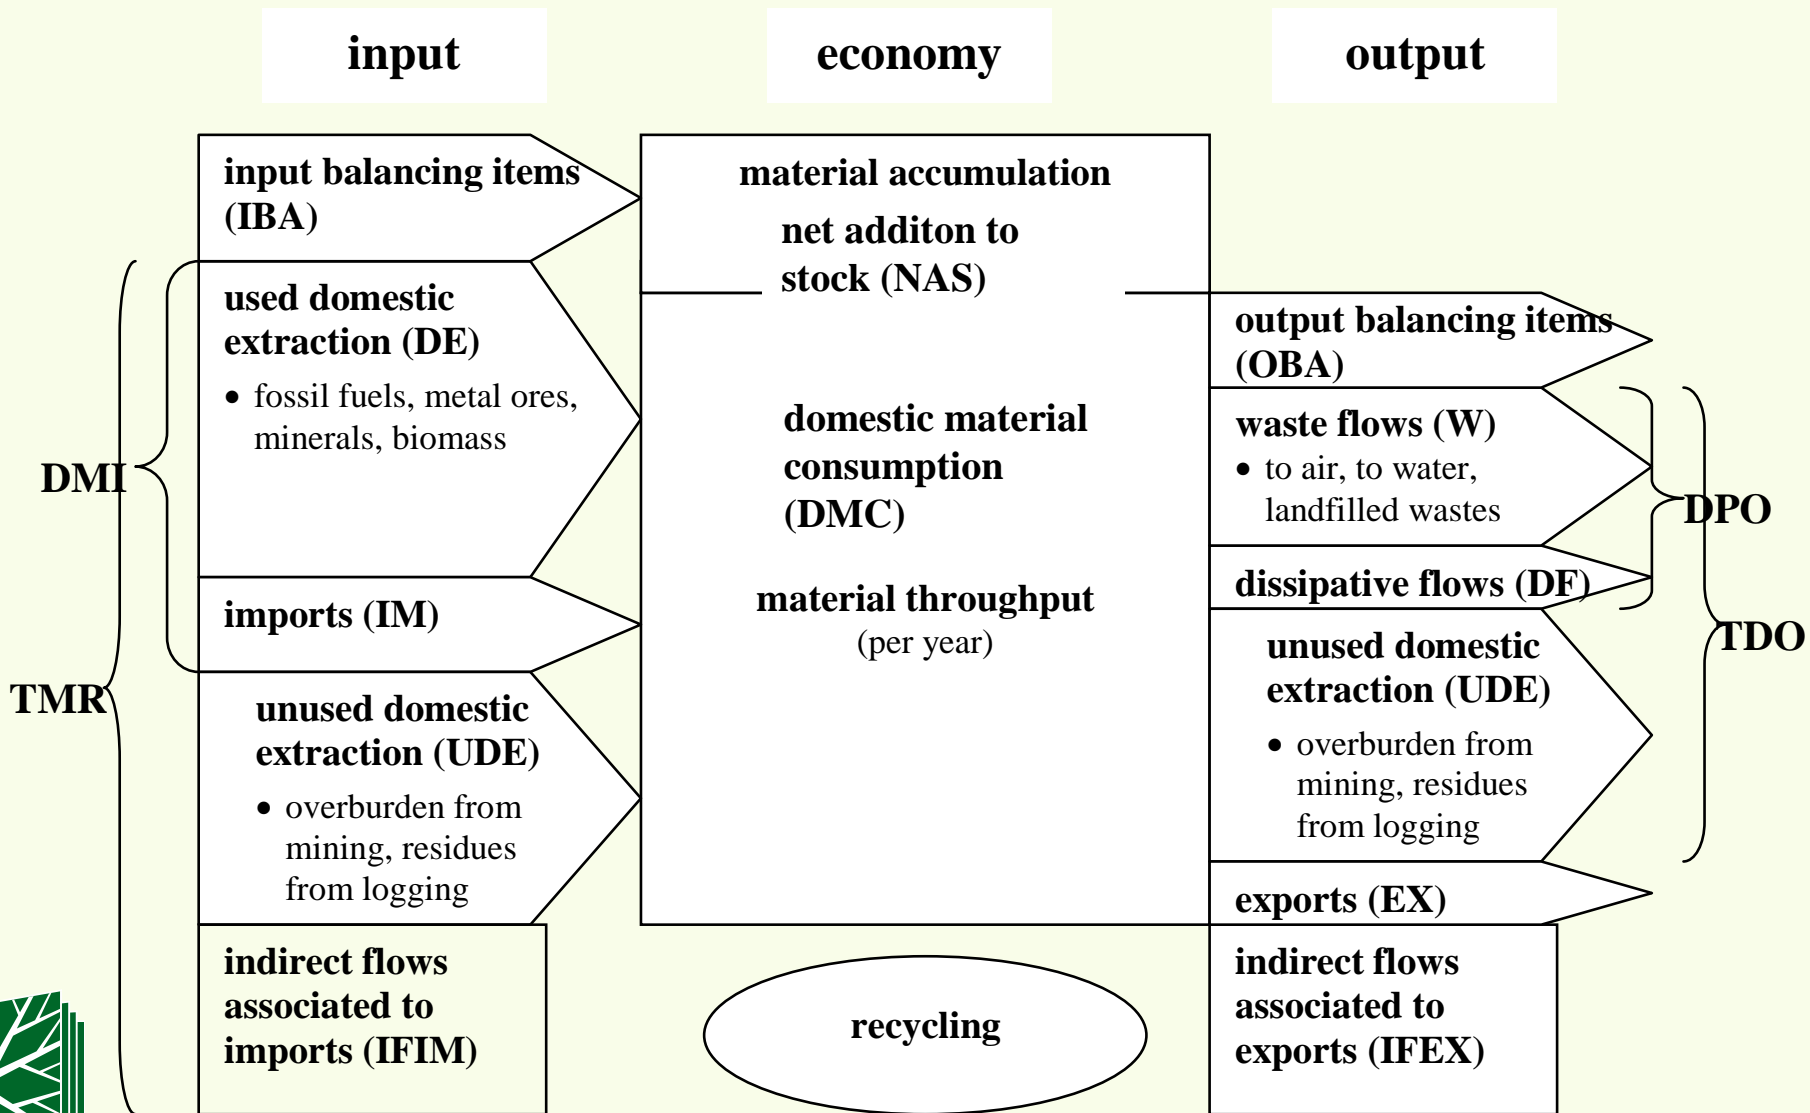 input
economy
output
input balancing items
(IBA)
used domestic
extraction (DE)
• fossil fuels, metal ores,
minerals, biomass
DMI
imports (IM)
TMR
unused domestic
extraction (UDE)
• overburden from
mining, residues
from logging
indirect flows
associated to
imports (IFIM)
material accumulation
net additon to
stock (NAS)
domestic material
consumption
(DMC)
material throughput
(per year)
recycling
output balancing items
(OBA)
waste flows (W)
• to air, to water,
landfilled wastes
DPO
dissipative flows (DF)
TDO
unused domestic
extraction (UDE)
• overburden from
mining, residues
from logging
exports (EX)
indirect flows
associated to
exports (IFEX)